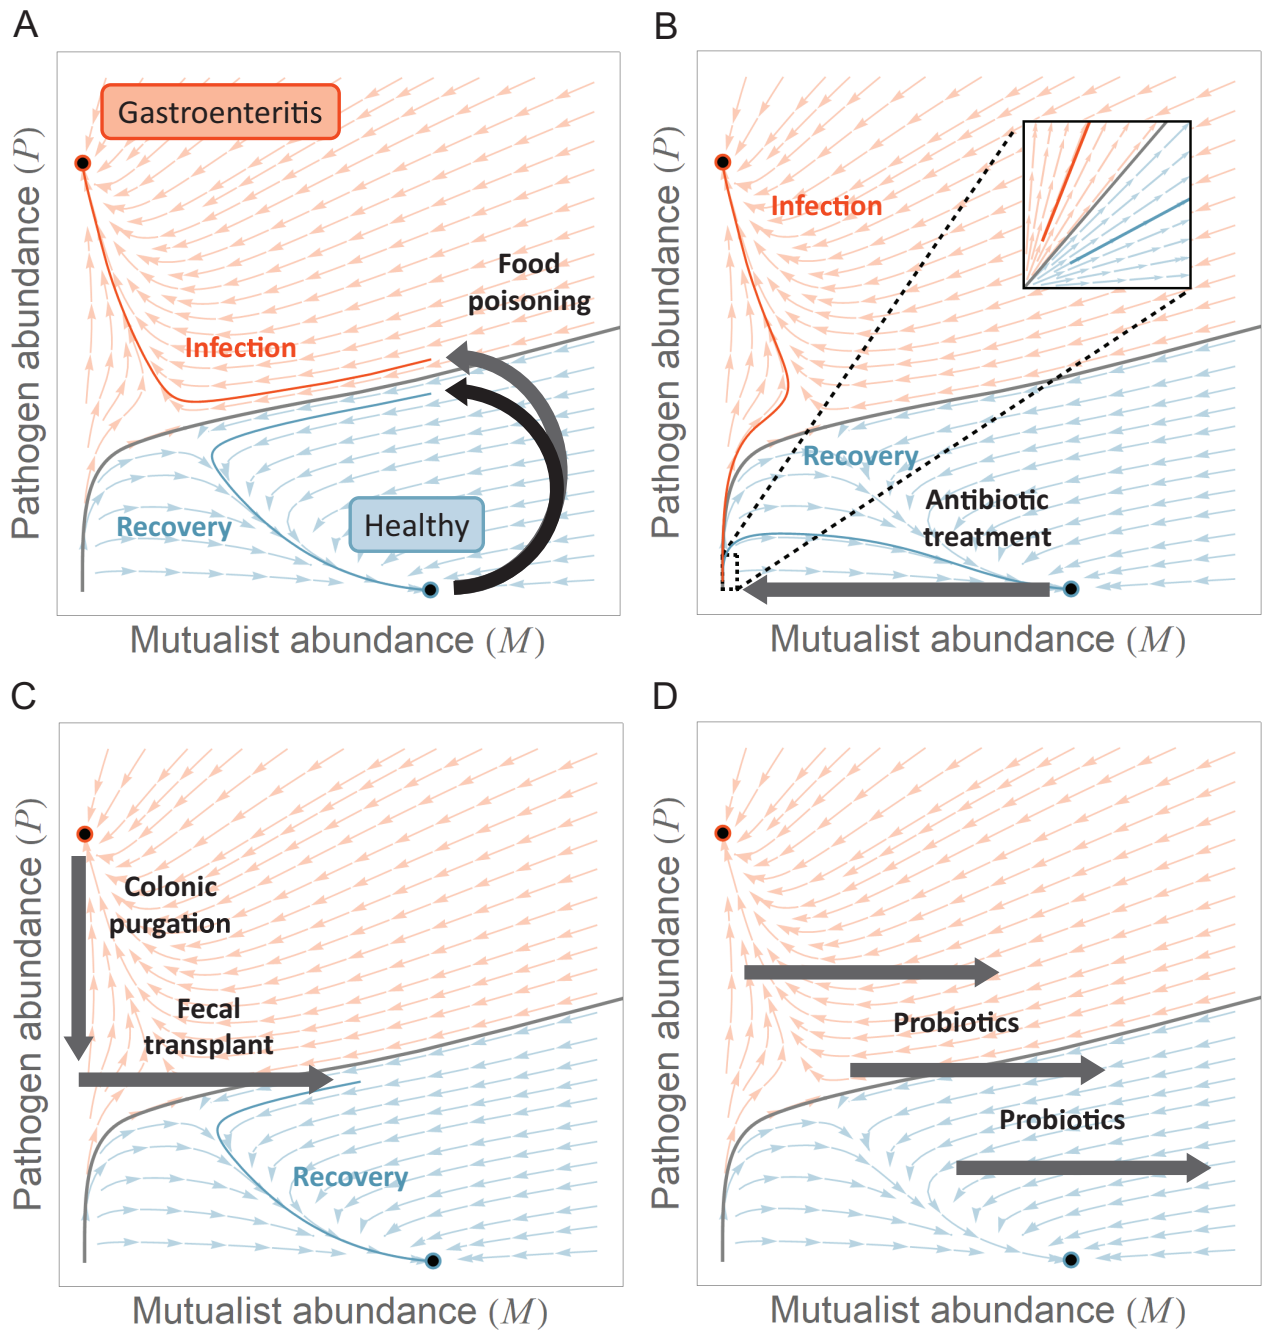 A
Gastroenteritis
Food
poisoning
Infection
Healthy
Recovery
Pathogen abundance (P)
Mutualist abundance (M)
B
Infection
Recovery
Antibiotic
treatment
Pathogen abundance (P)
Mutualist abundance (M)
C
Colonic
purgation
Fecal
transplant
Recovery
Pathogen abundance (P)
Mutualist abundance (M)
D
Probiotics
Probiotics
Pathogen abundance (P)
Mutualist abundance (M)